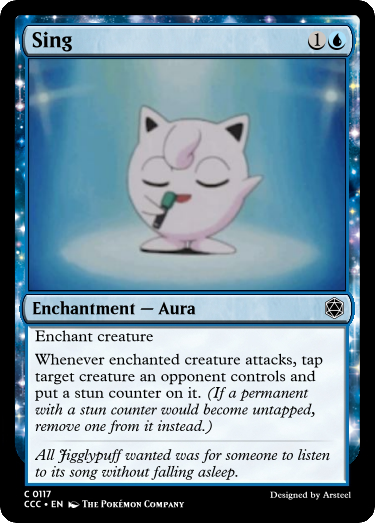 Sing 1
Enchantment — Aura
Enchant creature
Whenever enchanted creature attacks, tap
target creature an opponent controls and
put a stun counter on it. (If a permanent
with a stun counter would become untapped,
remove one from it instead.)
All Jigglypuff wanted was for someone to listen
to its song without falling asleep.
C 0117
Designed by Arsteel
CCC • EN The Pokémon Company